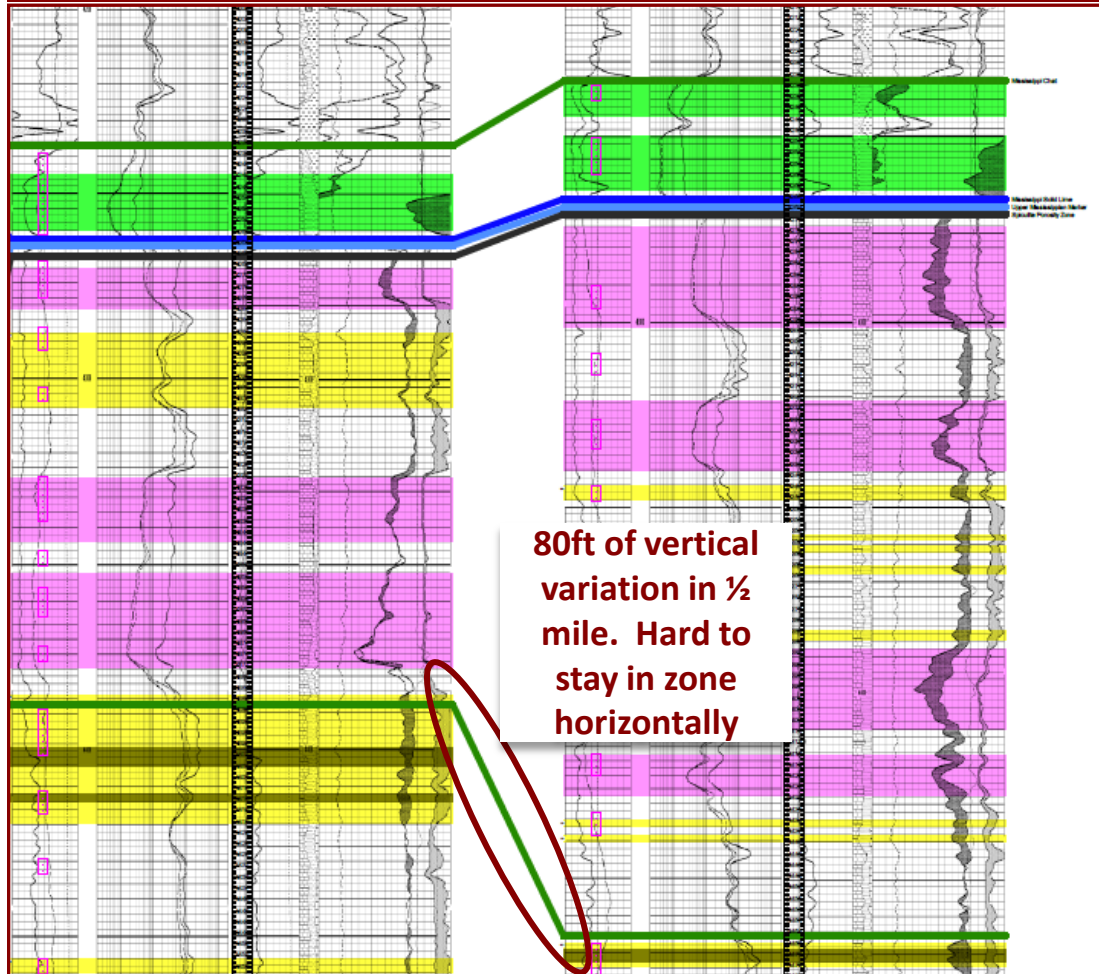 Mississippi Chat
Mississippi Solid Lime
Upper Mississippian Marker
Porosity Zone
80ft of vertical
variation in ½
mile. Hard to
stay in zone
horizontally